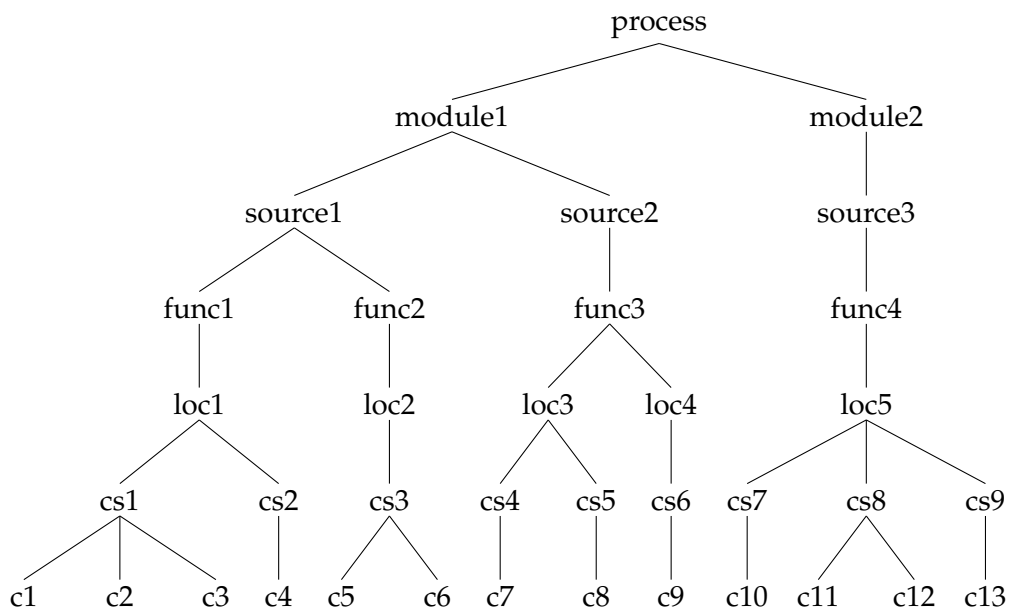 process
module1 module2
source1 source2 source3
func1 func2 func3 func4
loc1 loc2 loc3 loc4 loc5
cs1 cs2 cs3 cs4 cs5 cs6 cs7 cs8 cs9
c1 c2 c3 c4 c5 c6 c7 c8 c9 c10 c11 c12 c13